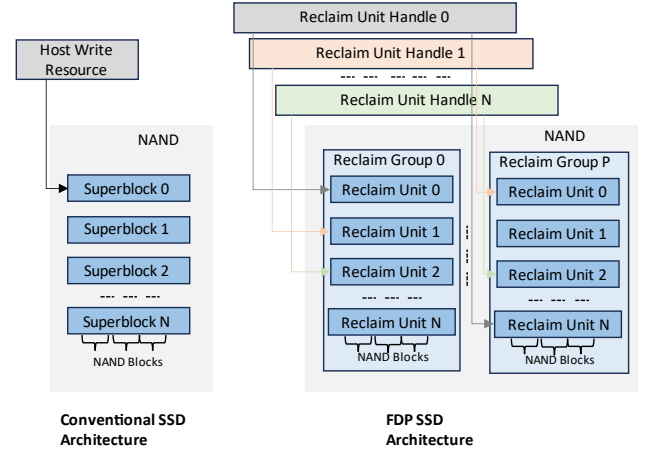 Reclaim Unit Handle 0
Reclaim Unit Handle 1
Reclaim Unit Handle N
Host Write
Resource
NAND
Superblock 0
Superblock 1
Superblock 2
Superblock N
NAND Blocks
Conventional SSD
Architecture
NAND
Reclaim Group 0
Reclaim Unit 0
Reclaim Unit 1
Reclaim Unit 2
Reclaim Unit N
NAND Blocks
Reclaim Group P
Reclaim Unit 0
Reclaim Unit 1
Reclaim Unit 2
Reclaim Unit N
NAND Blocks
FDP SSD
Architecture